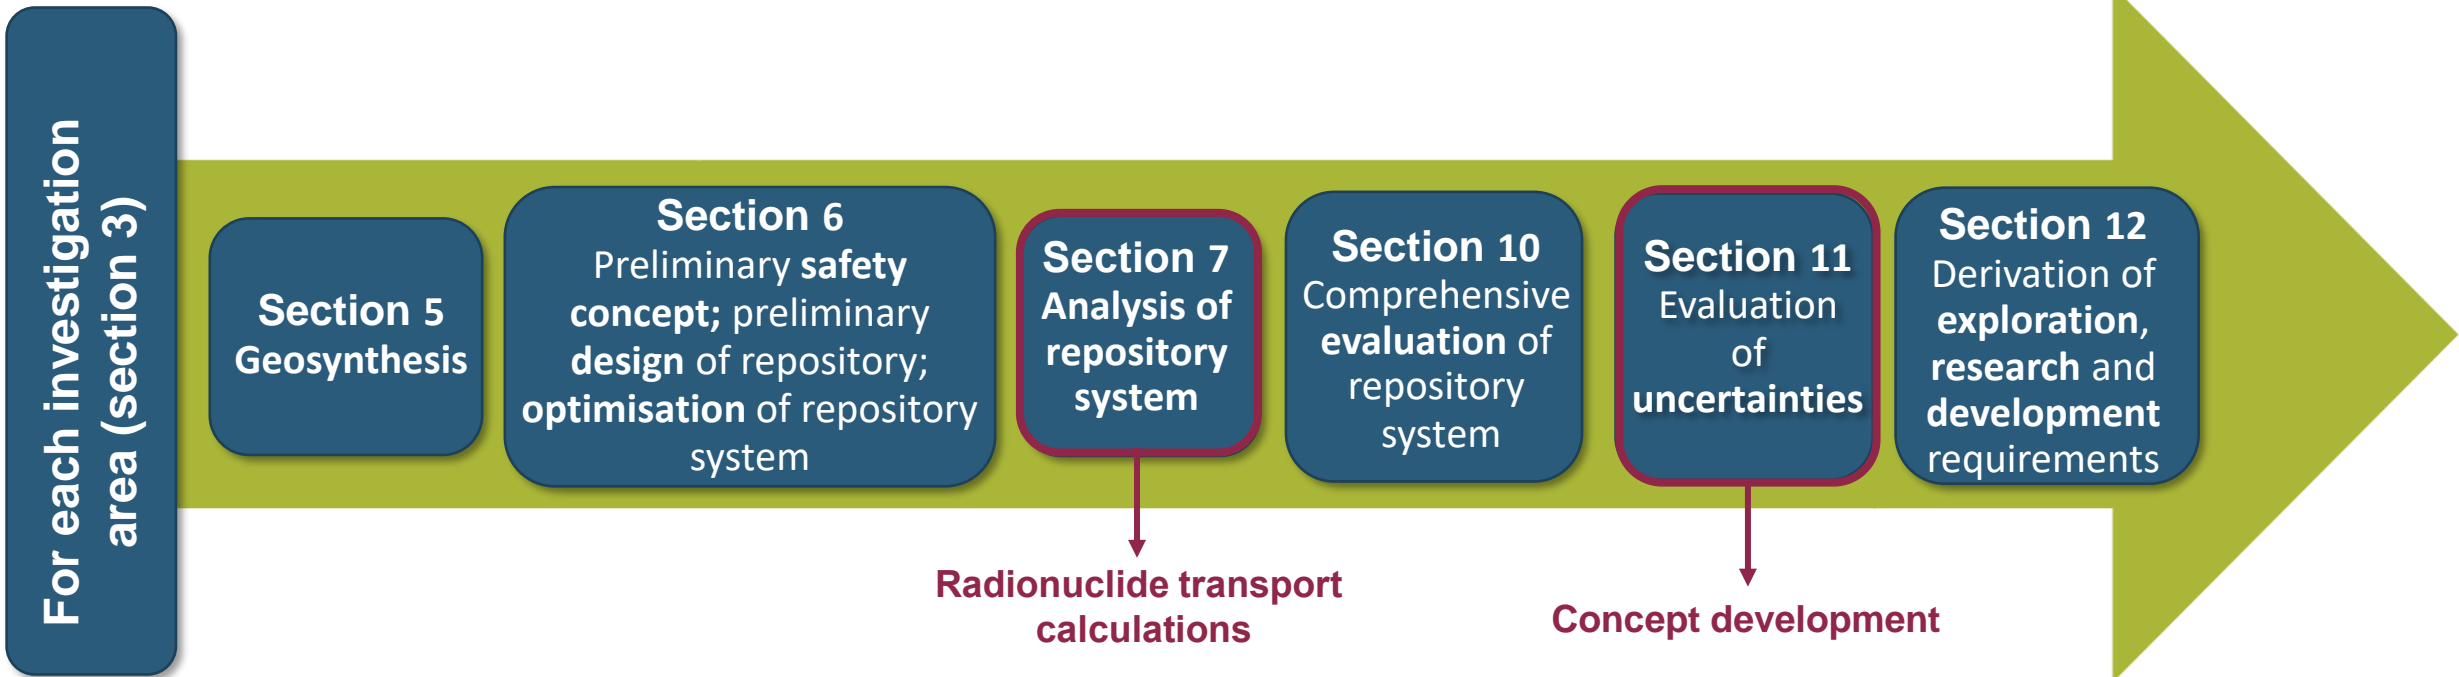 For each investigation
area (section 3)
Section 5
Geosynthesis
Section 6
Preliminary safety
concept; preliminary
design of repository;
optimisation of repository
system
Section 7
Analysis of
repository
system
Section 10
Comprehensive
evaluation of
repository
system
Section 11
Evaluation
of
uncertainties
Section 12
Derivation of
exploration,
research and
development
requirements
Radionuclide transport
calculations
Concept development